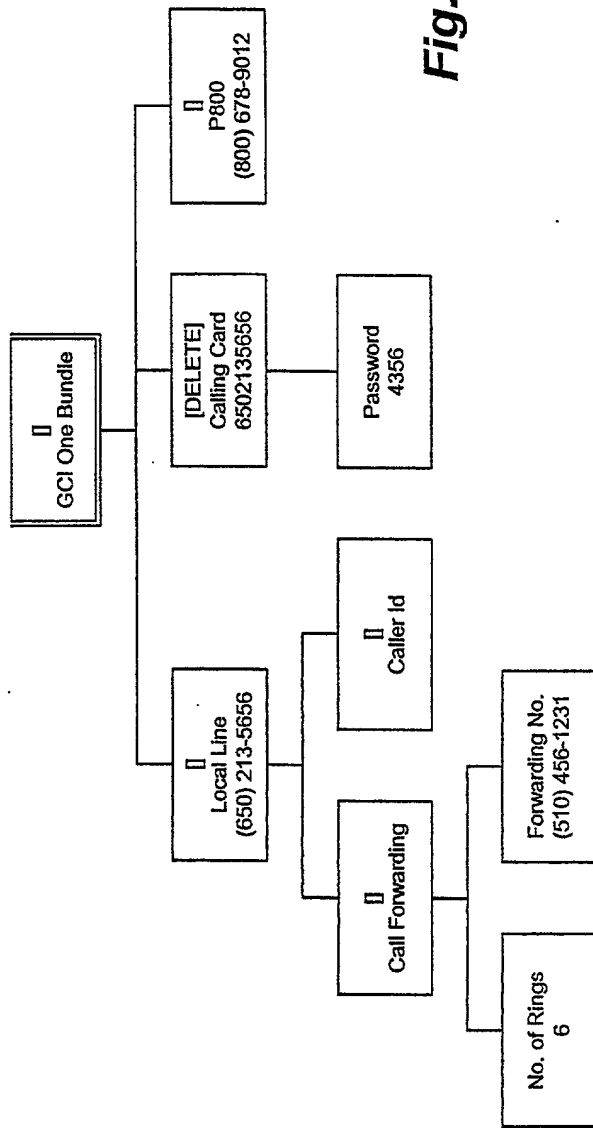 []
GCI One Bundle
[]
Local Line
(650) 213-5656
[DELETE]
Calling Card
6502135656
[]
P800
(800) 678-9012
[]
Call Forwarding
[]
Caller Id
Password
4356
No. of Rings
6
Forwarding No.
(510) 456-1231
Fig.